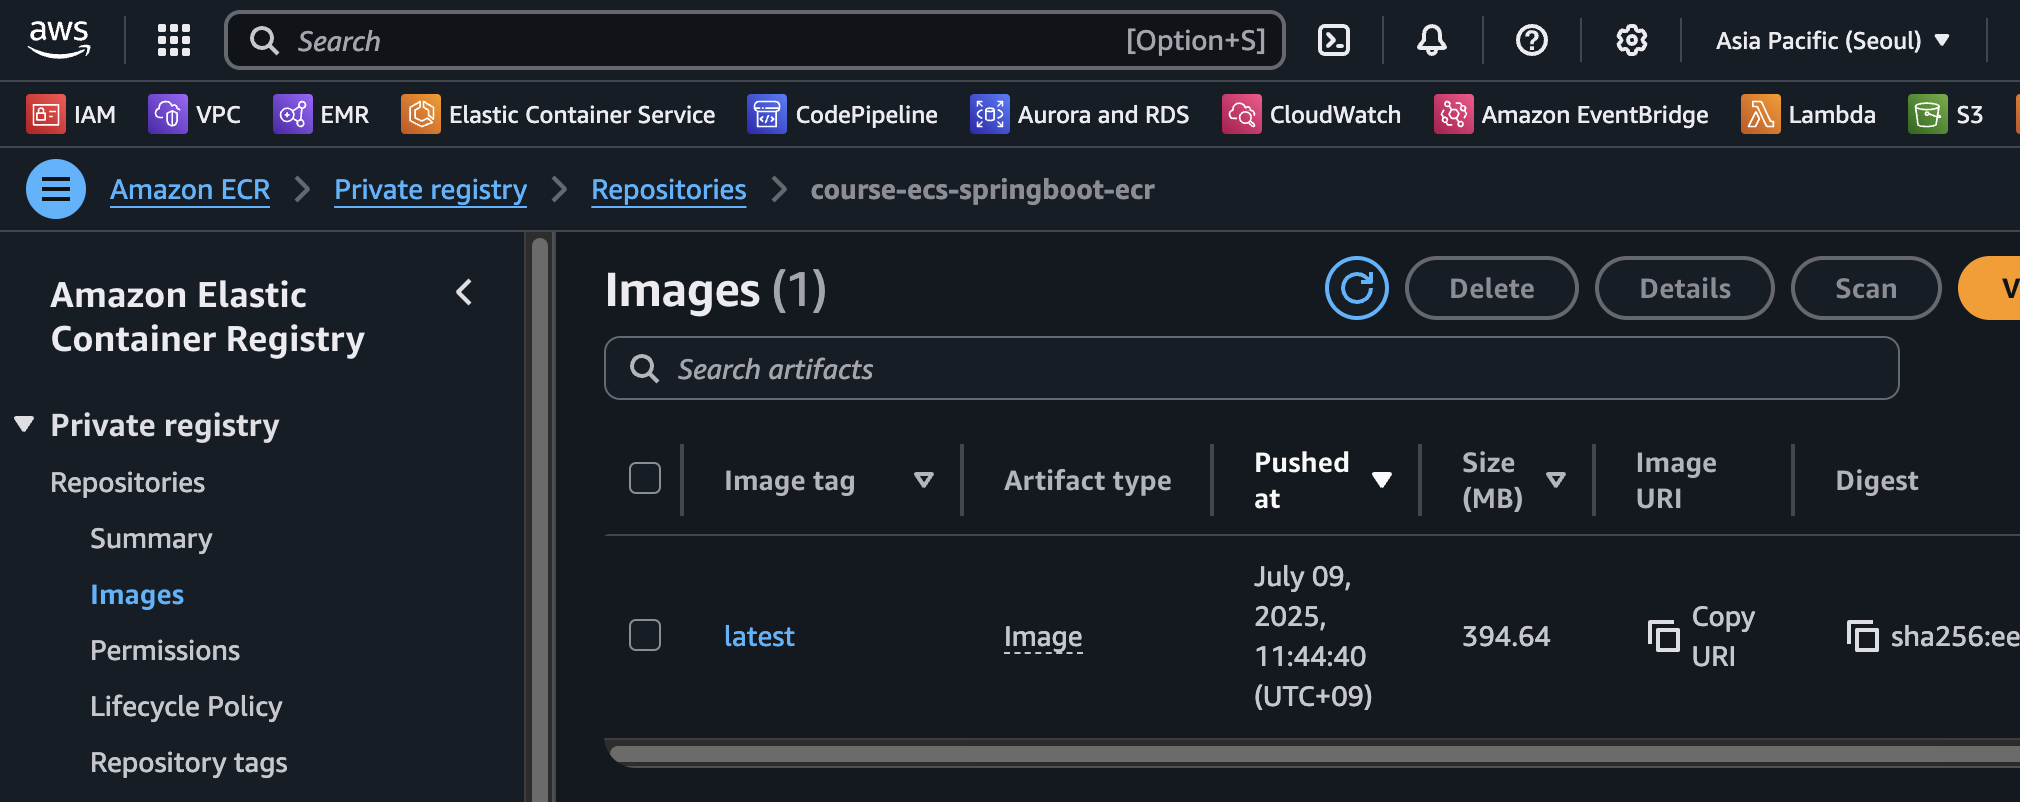 aws
Search
[Option+S]
Asia Pacific (Seoul)
IAM
VPC
EMR
Elastic Container Service
CodePipeline
Aurora and RDS
CloudWatch
Amazon EventBridge
Lambda
S3
Amazon ECR
Private registry
Repositories
course-ecs-springboot-ecr
Amazon Elastic
Container Registry
Private registry
Repositories
Summary
Images
Permissions
Lifecycle Policy
Repository tags
Images (1)
Delete
Details
Scan
V
Search artifacts
Image tag
Artifact type
Pushed
at
Size
(MB)
Image
URI
Digest
latest
Image
July 09,
2025,
11:44:40
(UTC+09)
394.64
Copy
URI
sha256:ee